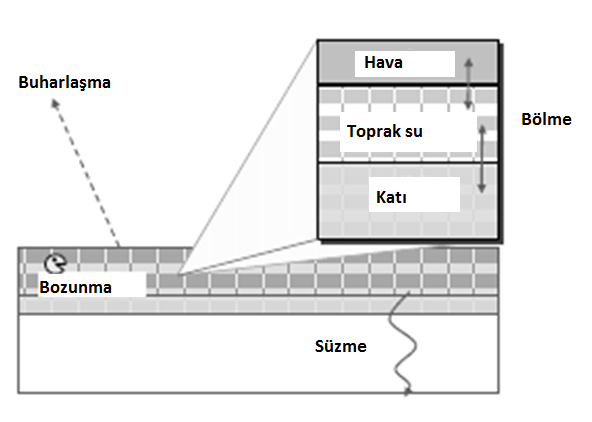 Hava
Buharlaşma
Bölme
Toprak su
Katı
Bozunma
Süzme